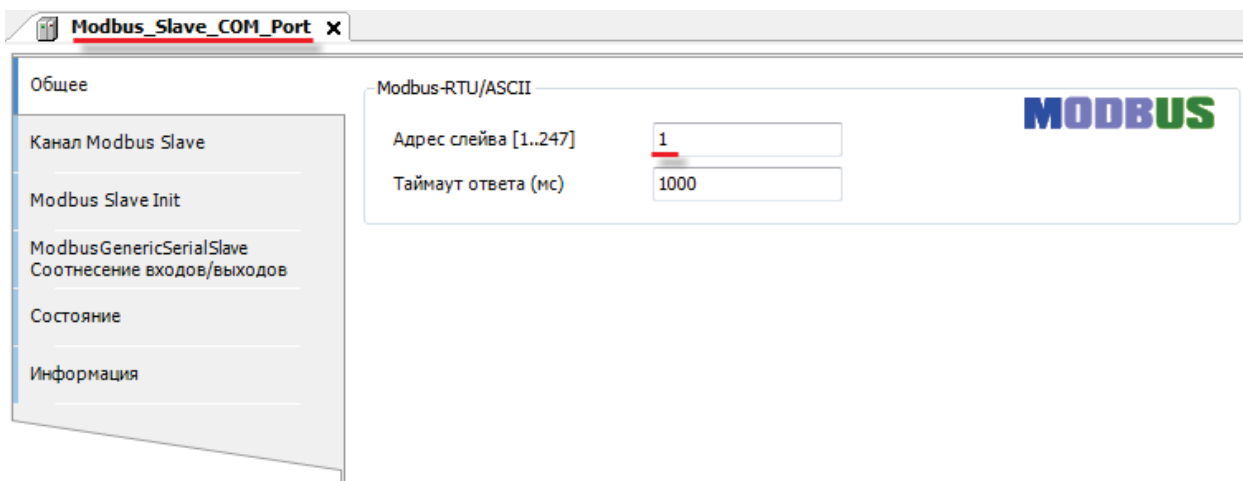 Modbus_Slave_COM_Port
Общее
Канал Modbus Slave
Modbus Slave Init
ModbusGenericSerialSlave
Соотнесение входов/выходов
Состояние
Информация
Modbus-RTU/ASCII
MODBUS
Адрес слейва [1..247] 1
Таймаут ответа (мс) 1000